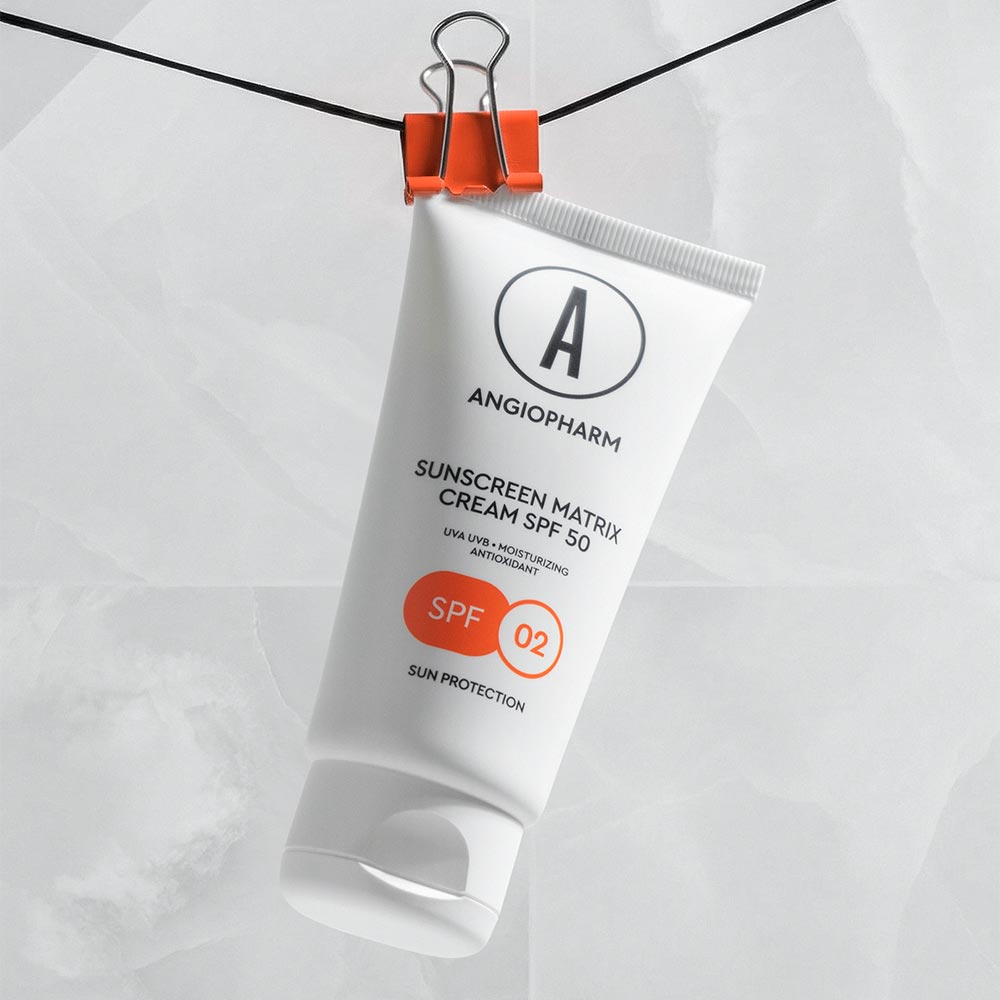 A
ANGIOPHARM
SUNSCREEN MATRIX
CREAM SPF 50
UVA UVB • MOISTURIZING
ANTIOXIDANT
SPF 02
SUN PROTECTION